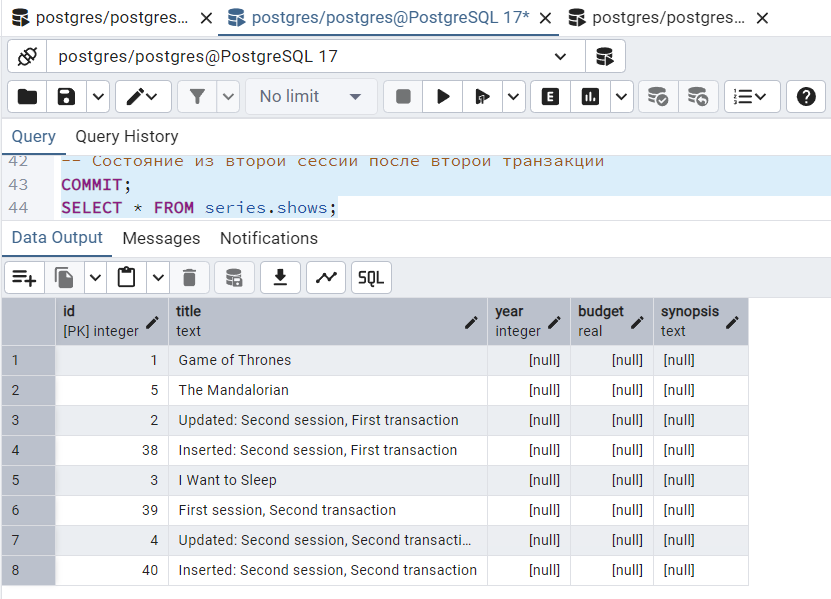 postgres/postgres... postgres/postgres@PostgreSQL 17* postgres/postgres...
postgres/postgres@PostgreSQL 17
No limit
Query Query History
42 -- Состояние из второй сессии после второй транзакции
43 COMMIT;
44 SELECT * FROM series.shows;
Data Output Messages Notifications
SQL
id title year budget synopsis
[PK] integer text integer real text
1 1 Game of Thrones [null] [null] [null]
2 5 The Mandalorian [null] [null] [null]
3 2 Updated: Second session, First transaction [null] [null] [null]
4 38 Inserted: Second session, First transaction [null] [null] [null]
5 3 I Want to Sleep [null] [null] [null]
6 39 First session, Second transaction [null] [null] [null]
7 4 Updated: Second session, Second transacti... [null] [null] [null]
8 40 Inserted: Second session, Second transaction [null] [null] [null]